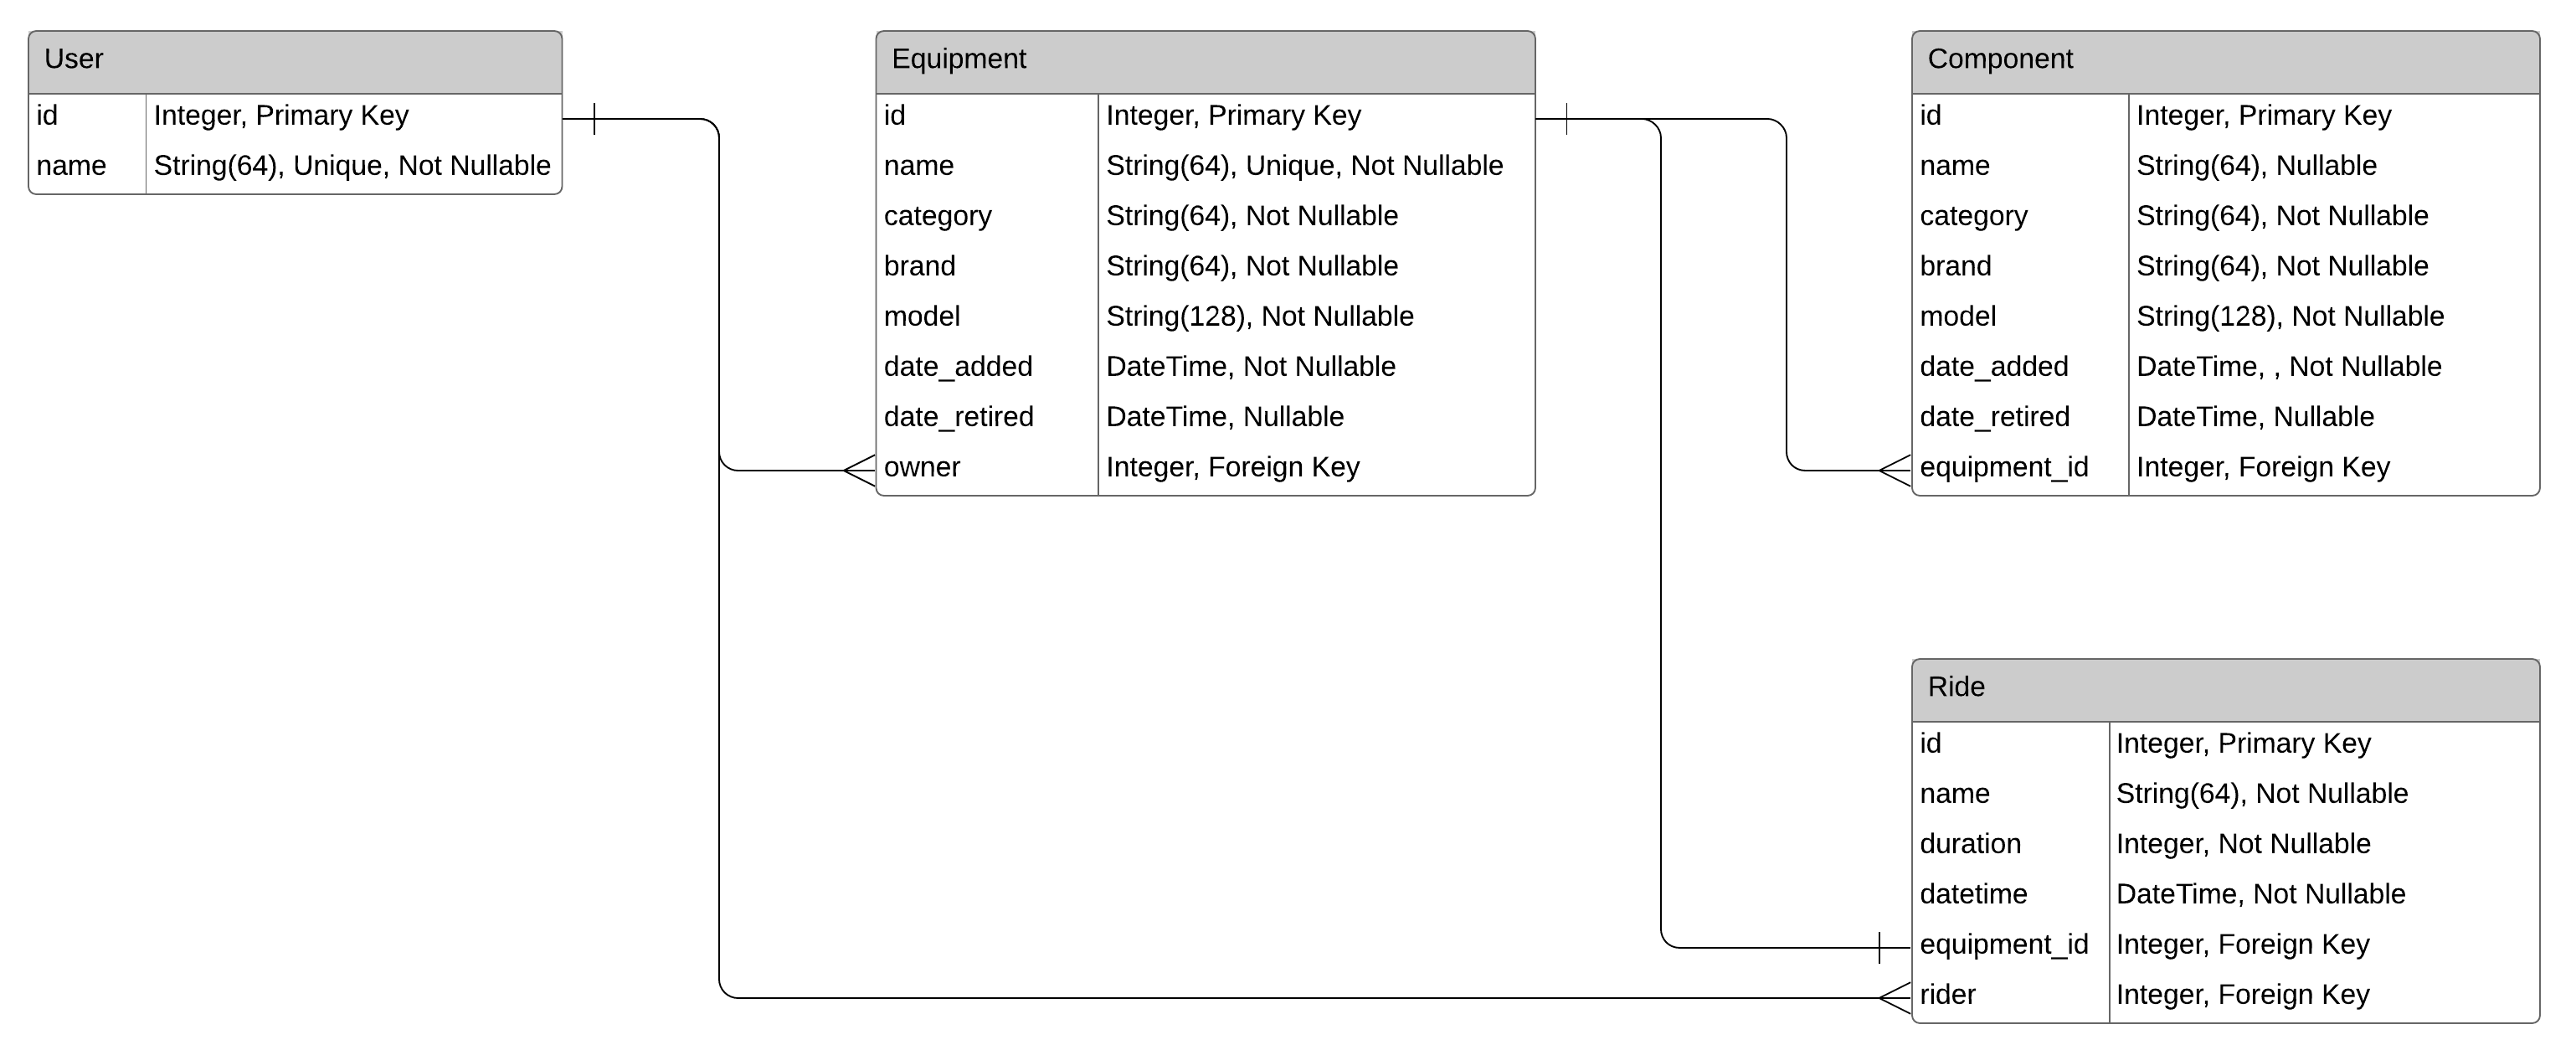 User
id Integer, Primary Key
name String(64), Unique, Not Nullable
Equipment
id Integer, Primary Key
name String(64), Unique, Not Nullable
category String(64), Not Nullable
brand String(64), Not Nullable
model String(128), Not Nullable
date_added DateTime, Not Nullable
date_retired DateTime, Nullable
owner Integer, Foreign Key
Component
id Integer, Primary Key
name String(64), Nullable
category String(64), Not Nullable
brand String(64), Not Nullable
model String(128), Not Nullable
date_added DateTime, , Not Nullable
date_retired DateTime, Nullable
equipment_id Integer, Foreign Key
Ride
id Integer, Primary Key
name String(64), Not Nullable
duration Integer, Not Nullable
datetime DateTime, Not Nullable
equipment_id Integer, Foreign Key
rider Integer, Foreign Key